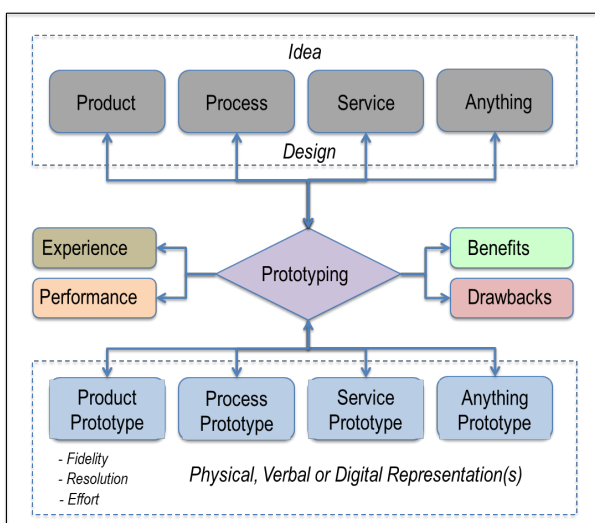 Idea
Product
Process
Service
Anything
Design
Experience
Performance
Prototyping
Benefits
Drawbacks
Product
Prototype
Process
Prototype
Service
Prototype
Anything
Prototype
- Fidelity
- Resolution
- Effort
Physical, Verbal or Digital Representation(s)